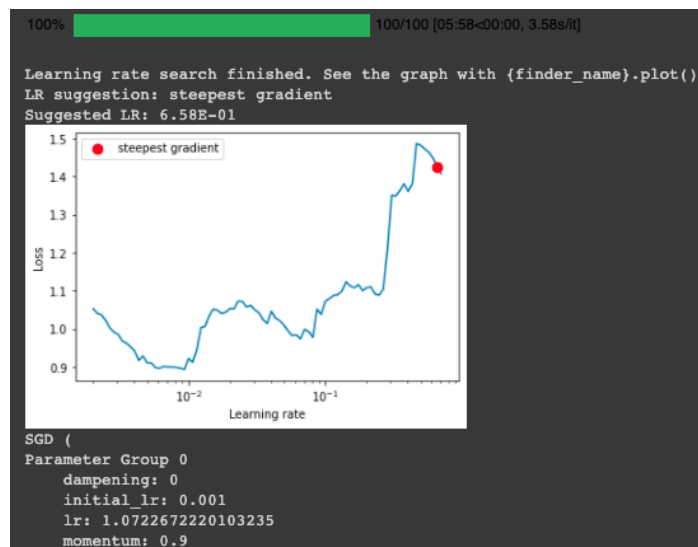 100% 100/100 [05:58<00:00, 3.58s/it]
Learning rate search finished. See the graph with {finder_name}.plot()
LR suggestion: steepest gradient
Suggested LR: 6.58E-01
steepest gradient
1.5
1.4
1.3
1.2
1.1
1.0
0.9
Loss
10⁻² 10⁻¹
Learning rate
SGD (
Parameter Group 0
dampening: 0
initial_lr: 0.001
lr: 1.0722672220103235
momentum: 0.9